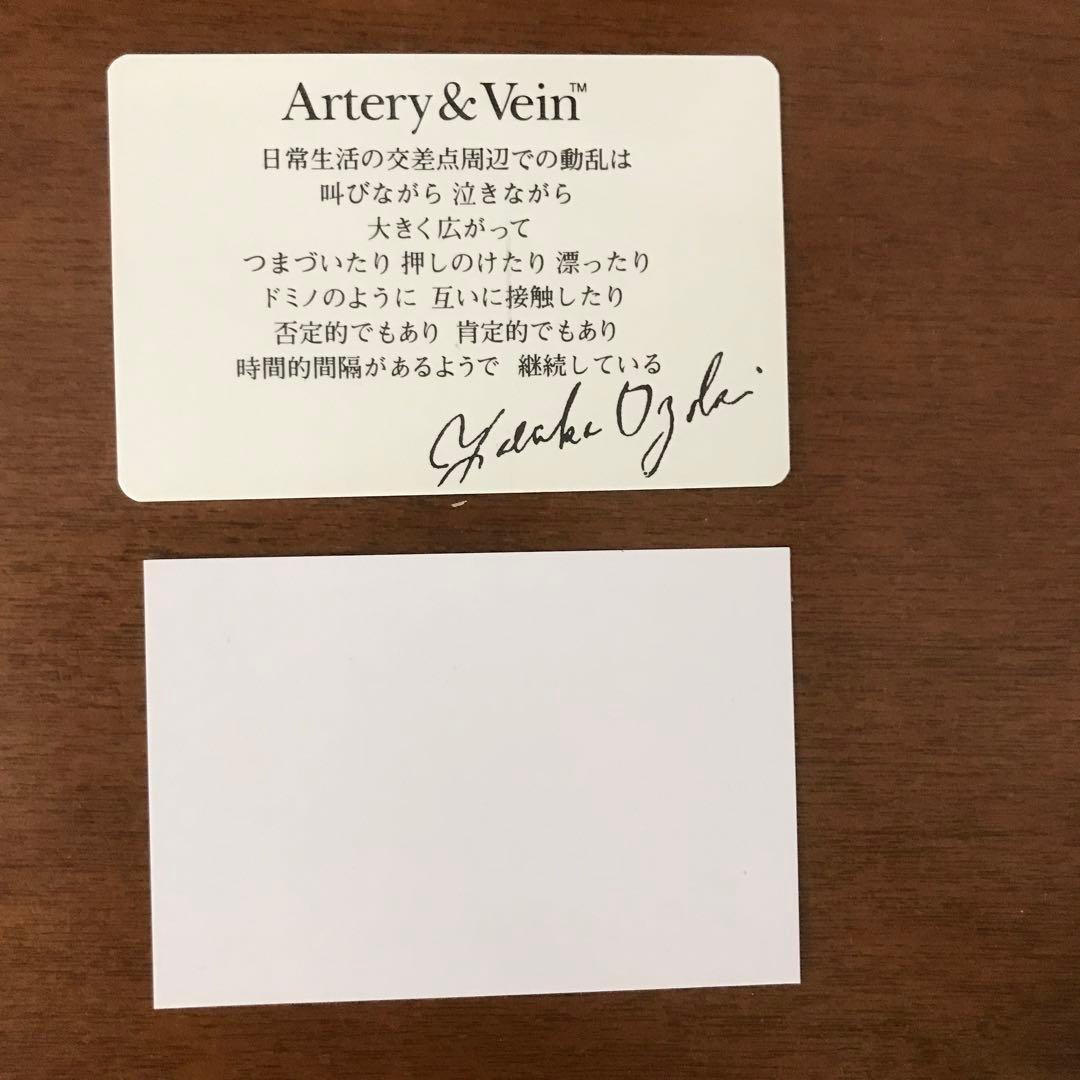 Artery & Vein™
日常生活の交差点周辺での動乱は
叫びながら 泣きながら
大きく広がって
つまづいたり 押しのけたり 漂ったり
ドミノのように 互いに接触したり
否定的でもあり 肯定的でもあり
時間的間隔があるようで 継続している
Yutaka Ozaki